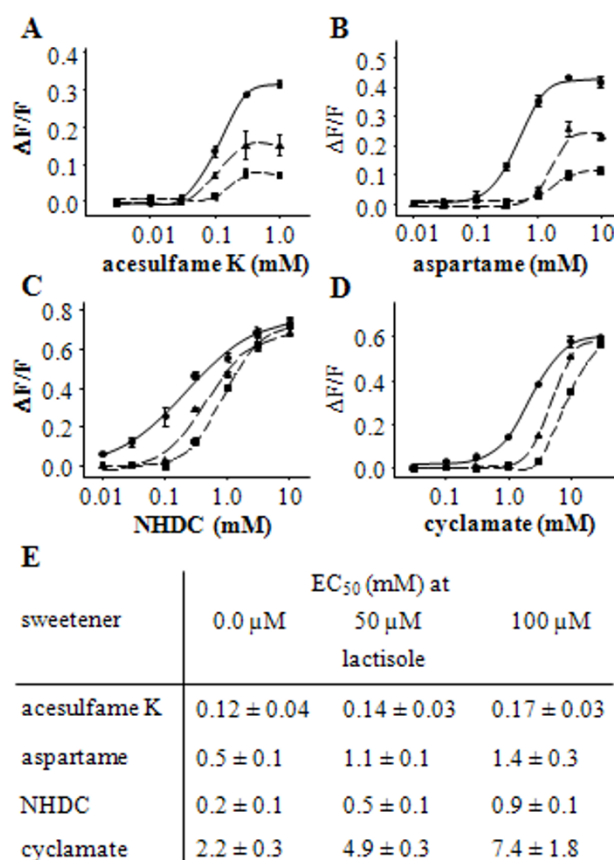 A
B
0.4
0.3
0.2
0.1
0.0
ΔF/F
0.01 0.1 1.0
acesulfame K (mM)
0.5
0.4
0.3
0.2
0.1
0.0
ΔF/F
0.01 0.1 1.0 10
aspartame (mM)
C
D
0.8
0.6
0.4
0.2
0.0
ΔF/F
0.01 0.1 1.0 10
NHDC (mM)
0.8
0.6
0.4
0.2
0.0
ΔF/F
0.1 1.0 10
cyclamate (mM)
E
EC50 (mM) at
sweetener 0.0 µM 50 µM 100 µM
lactisole
acesulfame K 0.12 ± 0.04 0.14 ± 0.03 0.17 ± 0.03
aspartame 0.5 ± 0.1 1.1 ± 0.1 1.4 ± 0.3
NHDC 0.2 ± 0.1 0.5 ± 0.1 0.9 ± 0.1
cyclamate 2.2 ± 0.3 4.9 ± 0.3 7.4 ± 1.8